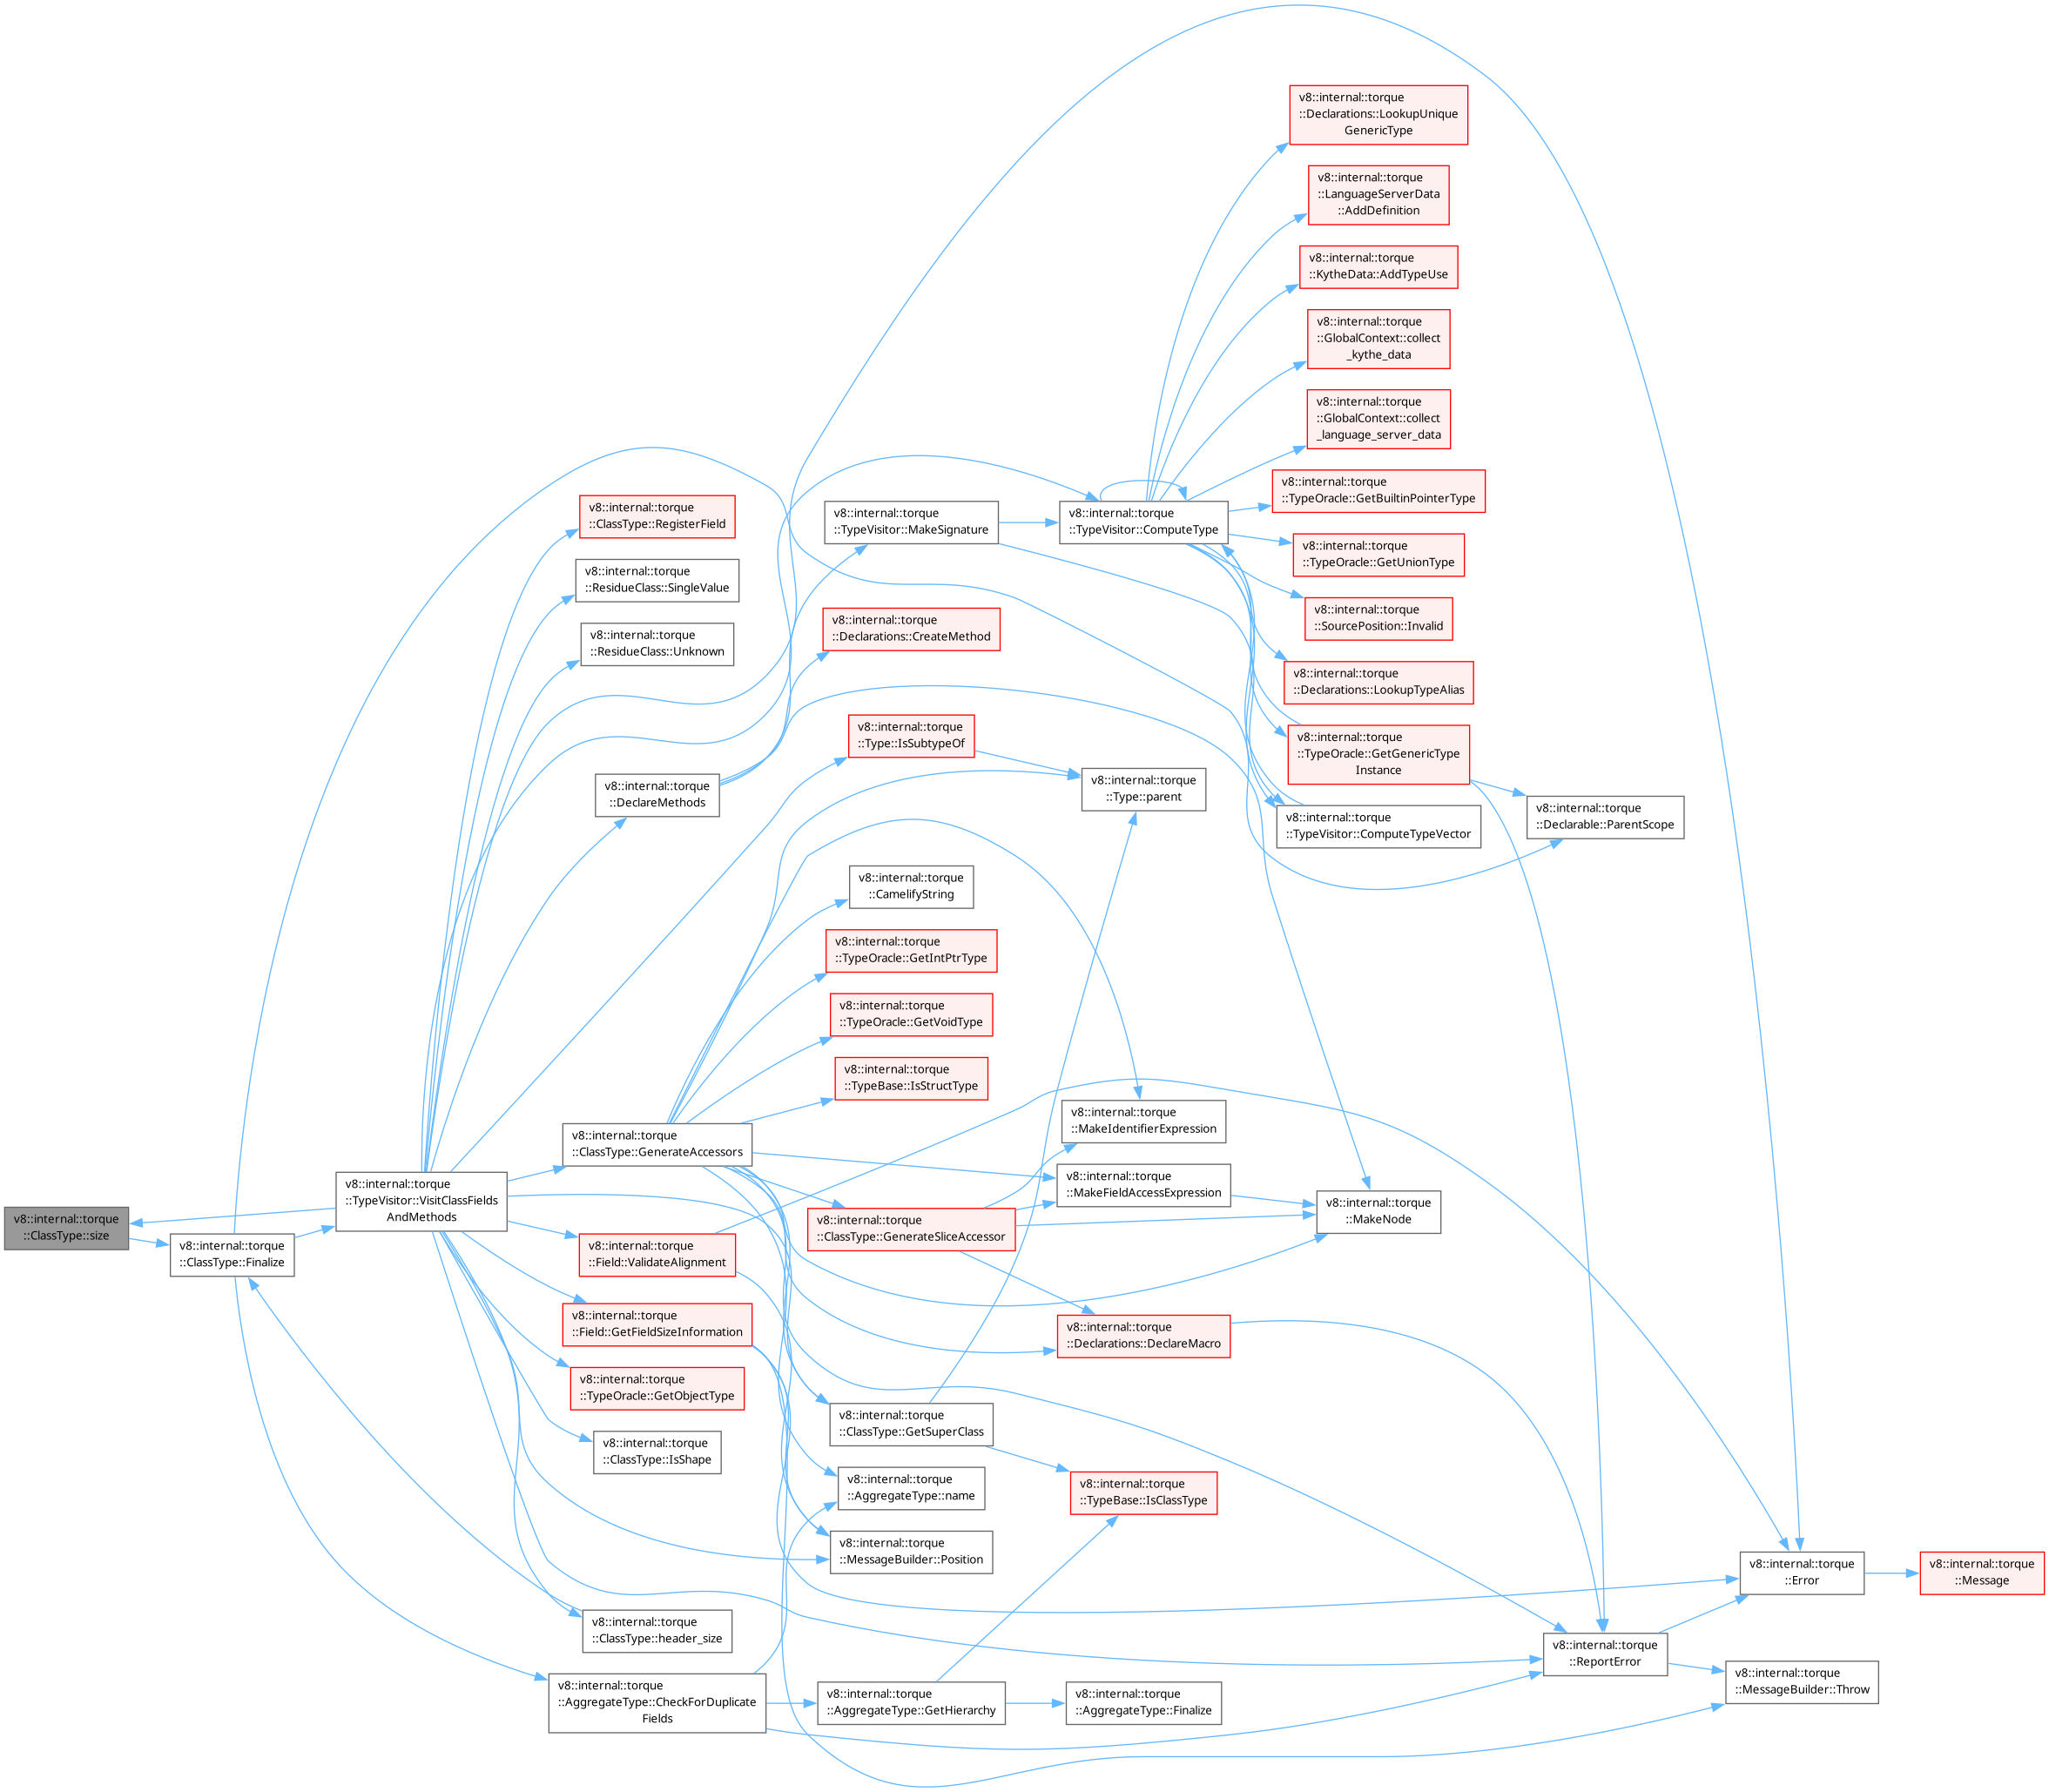 v8::internal::torque
::ClassType::size
v8::internal::torque
::ClassType::Finalize
v8::internal::torque
::TypeVisitor::VisitClassFields
AndMethods
v8::internal::torque
::ClassType::RegisterField
v8::internal::torque
::ResidueClass::SingleValue
v8::internal::torque
::ResidueClass::Unknown
v8::internal::torque
::DeclareMethods
v8::internal::torque
::ClassType::GenerateAccessors
v8::internal::torque
::Field::ValidateAlignment
v8::internal::torque
::Field::GetFieldSizeInformation
v8::internal::torque
::TypeOracle::GetObjectType
v8::internal::torque
::ClassType::IsShape
v8::internal::torque
::ClassType::header_size
v8::internal::torque
::AggregateType::CheckForDuplicate
Fields
v8::internal::torque
::TypeVisitor::MakeSignature
v8::internal::torque
::Declarations::CreateMethod
v8::internal::torque
::Type::IsSubtypeOf
v8::internal::torque
::CamelifyString
v8::internal::torque
::TypeOracle::GetIntPtrType
v8::internal::torque
::TypeOracle::GetVoidType
v8::internal::torque
::TypeBase::IsStructType
v8::internal::torque
::ClassType::GenerateSliceAccessor
v8::internal::torque
::ClassType::GetSuperClass
v8::internal::torque
::AggregateType::name
v8::internal::torque
::MessageBuilder::Position
v8::internal::torque
::AggregateType::GetHierarchy
v8::internal::torque
::TypeVisitor::ComputeType
v8::internal::torque
::Type::parent
v8::internal::torque
::MakeIdentifierExpression
v8::internal::torque
::MakeFieldAccessExpression
v8::internal::torque
::Declarations::DeclareMacro
v8::internal::torque
::TypeBase::IsClassType
v8::internal::torque
::AggregateType::Finalize
v8::internal::torque
::Declarations::LookupUnique
GenericType
v8::internal::torque
::LanguageServerData
::AddDefinition
v8::internal::torque
::KytheData::AddTypeUse
v8::internal::torque
::GlobalContext::collect
_kythe_data
v8::internal::torque
::GlobalContext::collect
_language_server_data
v8::internal::torque
::TypeOracle::GetBuiltinPointerType
v8::internal::torque
::TypeOracle::GetUnionType
v8::internal::torque
::SourcePosition::Invalid
v8::internal::torque
::Declarations::LookupTypeAlias
v8::internal::torque
::TypeOracle::GetGenericType
Instance
v8::internal::torque
::TypeVisitor::ComputeTypeVector
v8::internal::torque
::MakeNode
v8::internal::torque
::Declarable::ParentScope
v8::internal::torque
::ReportError
v8::internal::torque
::Error
v8::internal::torque
::MessageBuilder::Throw
v8::internal::torque
::Message